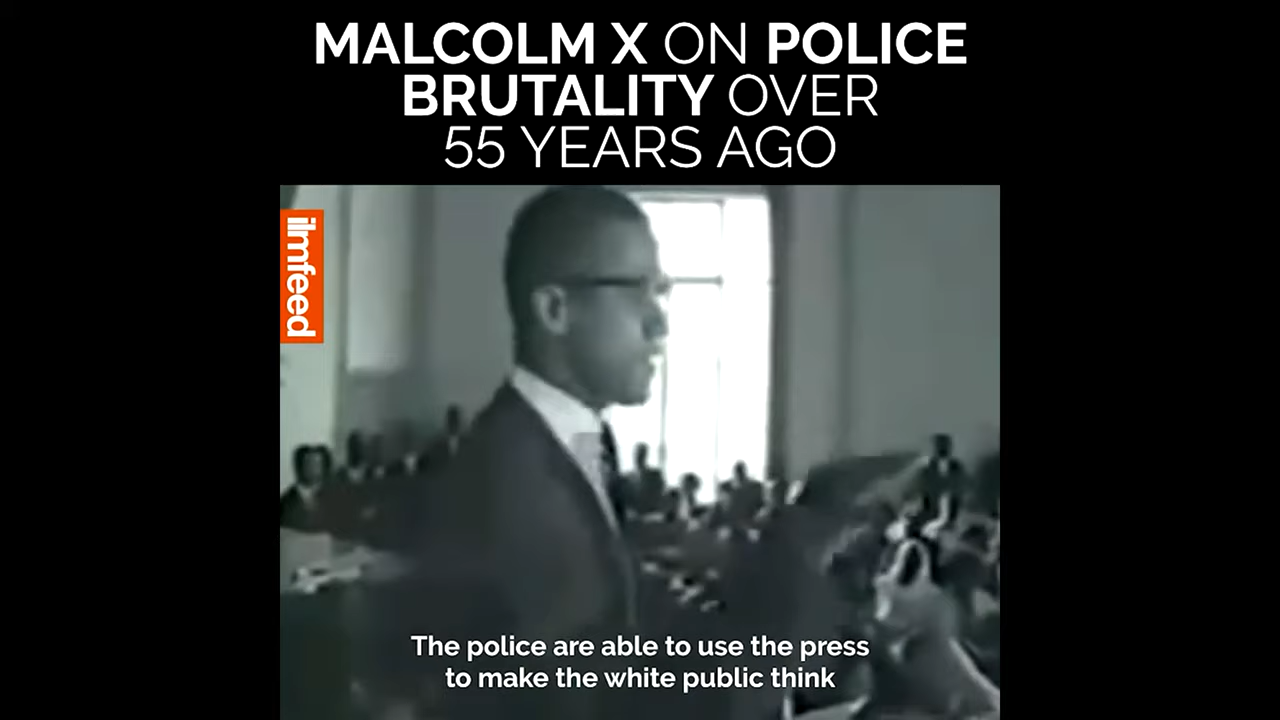 MALCOLM X ON POLICE
BRUTALITY OVER
55 YEARS AGO
ilmfeed
The police are able to use the press
to make the white public think